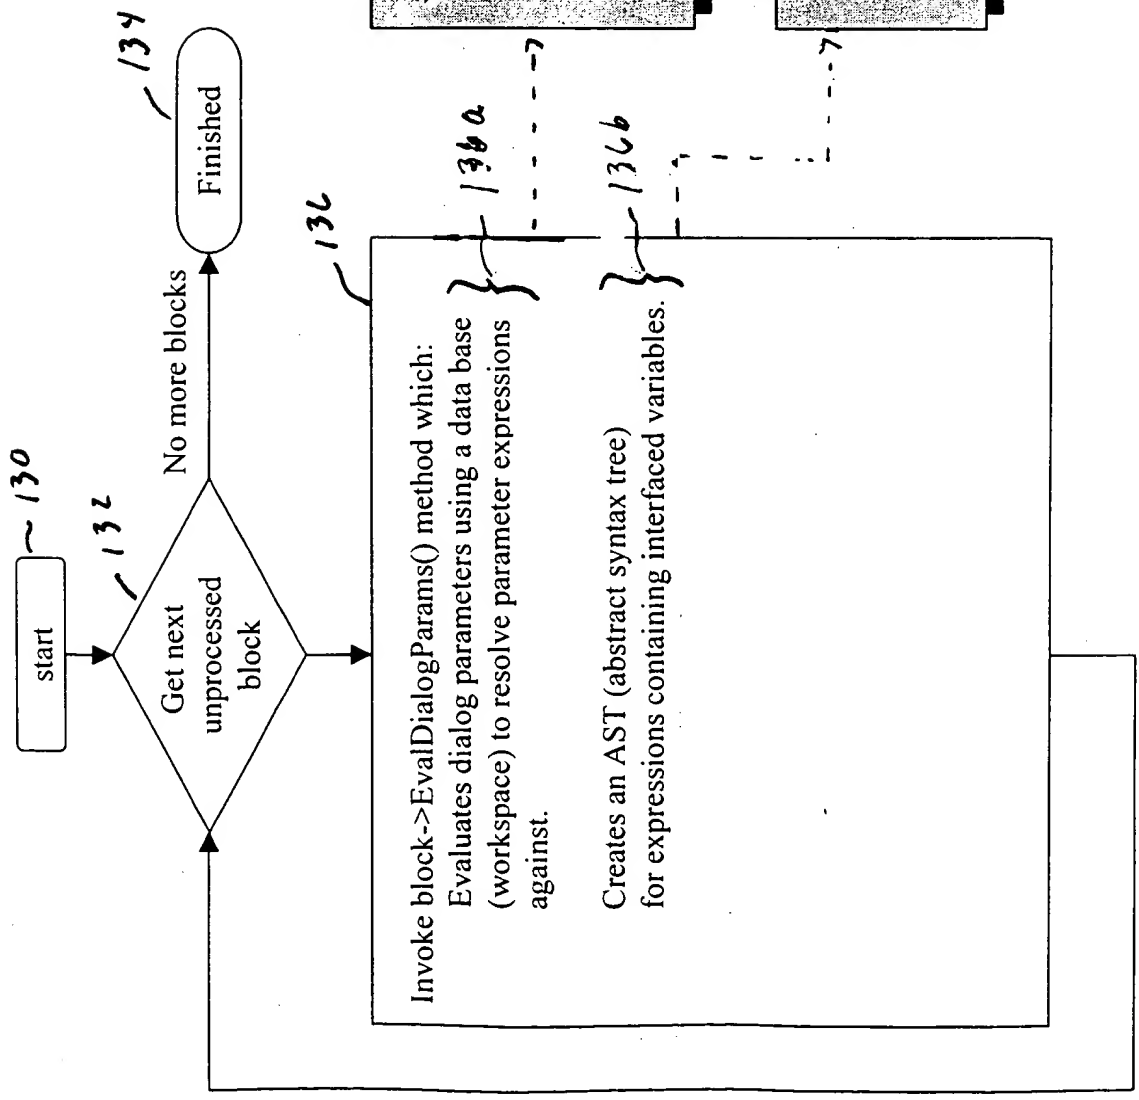 start
130
132
Get next
unprocessed
block
No more blocks
Finished
134
136
Invoke block->EvalDialogParams() method which:
Evaluates dialog parameters using a data base
(workspace) to resolve parameter expressions
against.
136a
Creates an AST (abstract syntax tree)
for expressions containing interfaced variables.
136b